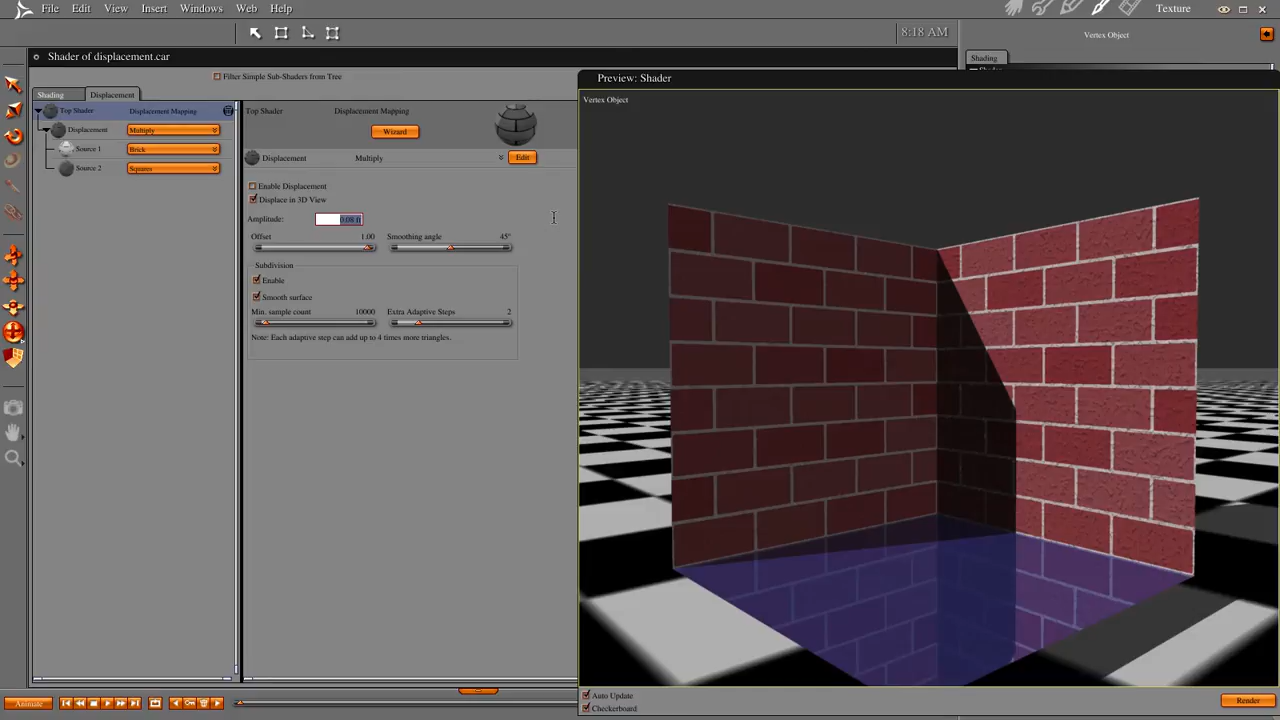 File Edit View Insert Windows Web Help
Texture
8:18 AM
Vertex Object
Shader of displacement.car
Shading
Filter Simple Sub-Shaders from Tree
Preview: Shader
Shading Displacement
Vertex Object
Top Shader Displacement Mapping
Displacement Multiply
Source 1 Brick
Source 2 Squares
Top Shader Displacement Mapping
Wizard
Displacement Multiply Edit
Enable Displacement
Displace in 3D View
Amplitude: 0.08 ft
Offset 1.00 Smoothing angle 45°
Subdivision
Enable
Smooth surface
Min. sample count 10000 Extra Adaptive Steps 2
Note: Each adaptive step can add up to 4 times more triangles.
Auto Update
Checkerboard
Render
Animate